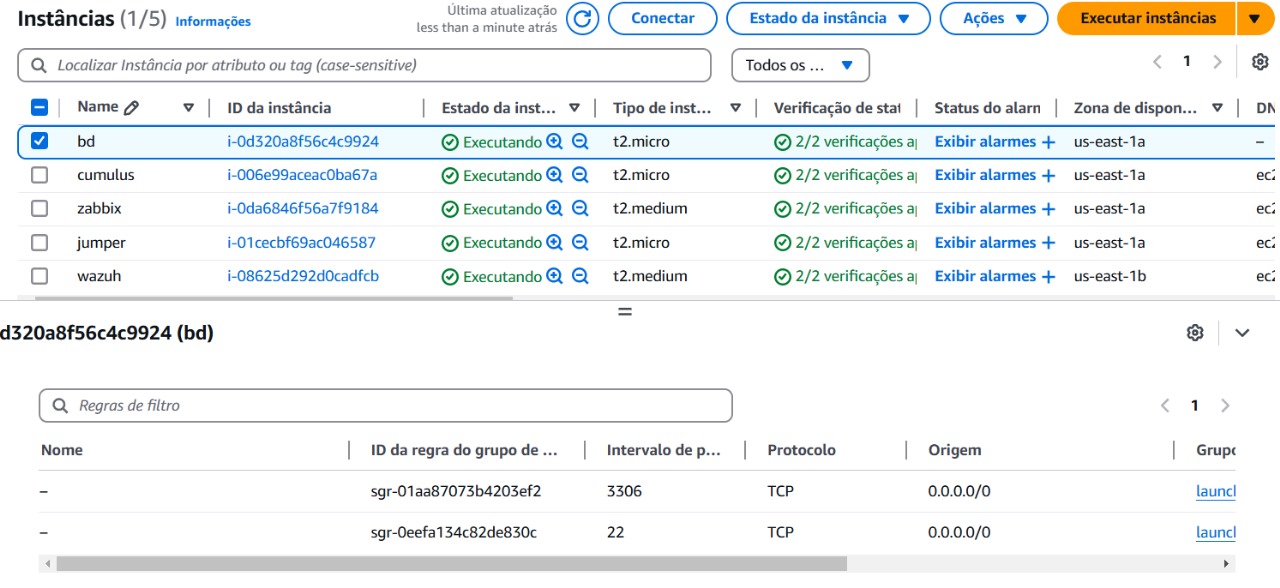 Instâncias (1/5) Informações
Última atualização
less than a minute atrás
Conectar
Estado da instância
Ações
Executar instâncias
Localizar Instância por atributo ou tag (case-sensitive)
Todos os ...
1
Name ID da instância Estado da inst... Tipo de inst... Verificação de stat Status do alarn Zona de dispon... DN
bd i-0d320a8f56c4c9924 Executando t2.micro 2/2 verificações a Exibir alarmes + us-east-1a –
cumulus i-006e99aceac0ba67a Executando t2.micro 2/2 verificações a Exibir alarmes + us-east-1a ec2
zabbix i-0da6846f56a7f9184 Executando t2.medium 2/2 verificações a Exibir alarmes + us-east-1a ec2
jumper i-01cecbf69ac046587 Executando t2.micro 2/2 verificações a Exibir alarmes + us-east-1a ec2
wazuh i-08625d292d0cadfcb Executando t2.medium 2/2 verificações a Exibir alarmes + us-east-1b ec2
d320a8f56c4c9924 (bd)
Regras de filtro
1
Nome ID da regra do grupo de ... Intervalo de p... Protocolo Origem Grupo
– sgr-01aa87073b4203ef2 3306 TCP 0.0.0.0/0 launcl
– sgr-0eefa134c82de830c 22 TCP 0.0.0.0/0 launcl